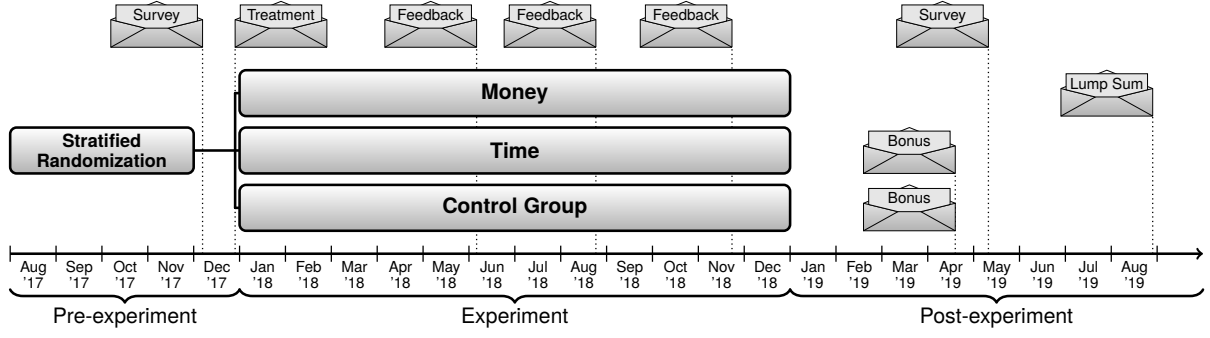 Survey
Treatment
Feedback
Feedback
Feedback
Survey
Money
Lump Sum
Stratified
Randomization
Time
Bonus
Control Group
Bonus
Aug Sep Oct Nov Dec Jan Feb Mar Apr May Jun Jul Aug Sep Oct Nov Dec Jan Feb Mar Apr May Jun Jul Aug
'17 '17 '17 '17 '17 '18 '18 '18 '18 '18 '18 '18 '18 '18 '18 '18 '18 '19 '19 '19 '19 '19 '19 '19 '19
Pre-experiment
Experiment
Post-experiment